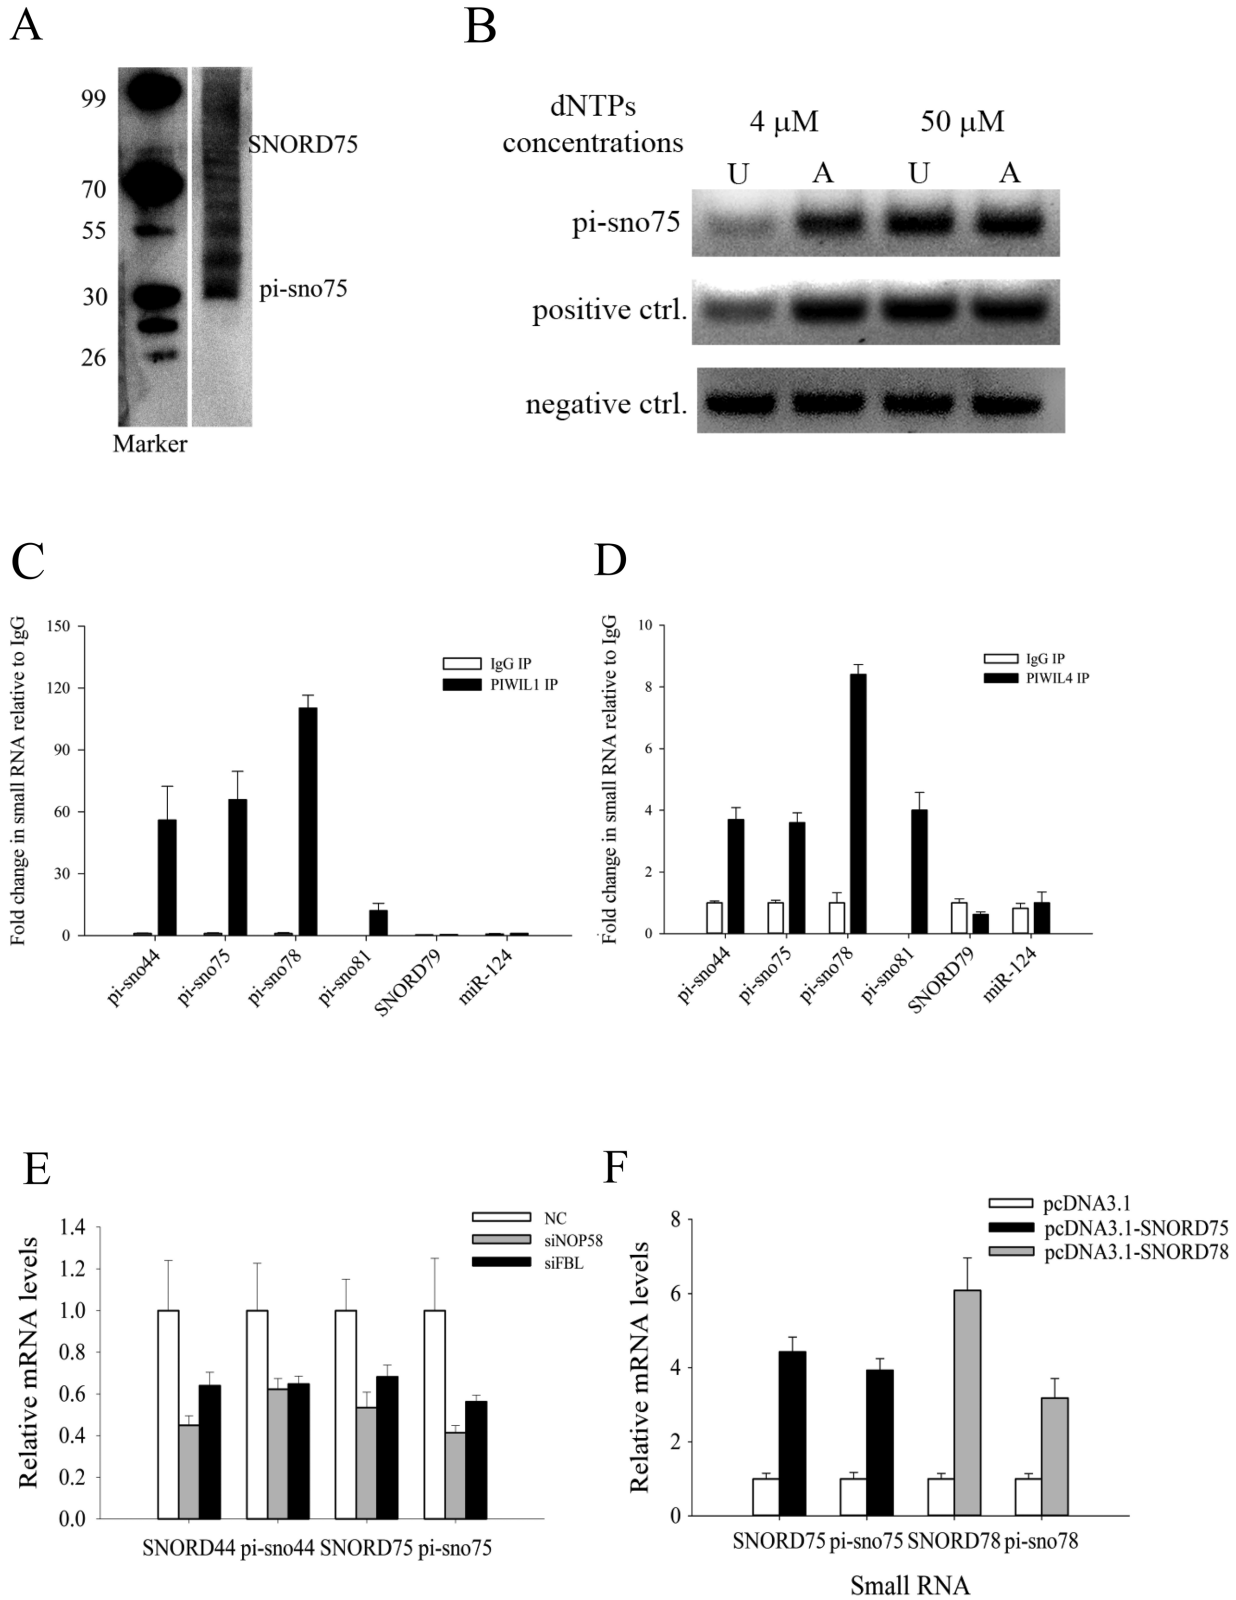 A
99
70
55
30
26
SNORD75
pi-sno75
Marker
B
dNTPs
concentrations
4 μM
50 μM
U A U A
pi-sno75
positive ctrl.
negative ctrl.
C
Fold change in small RNA relative to IgG
150
120
90
60
30
0
IgG IP
PIWIL1 IP
pi-sno44
pi-sno75
pi-sno78
pi-sno81
SNORD79
miR-124
D
Fold change in small RNA relative to IgG
10
8
6
4
2
0
IgG IP
PIWIL4 IP
pi-sno44
pi-sno75
pi-sno78
pi-sno81
SNORD79
miR-124
E
Relative mRNA levels
1.4
1.2
1.0
0.8
0.6
0.4
0.2
0.0
NC
siNOP58
siFBL
SNORD44 pi-sno44 SNORD75 pi-sno75
F
Relative mRNA levels
8
6
4
2
0
pcDNA3.1
pcDNA3.1-SNORD75
pcDNA3.1-SNORD78
SNORD75 pi-sno75 SNORD78 pi-sno78
Small RNA